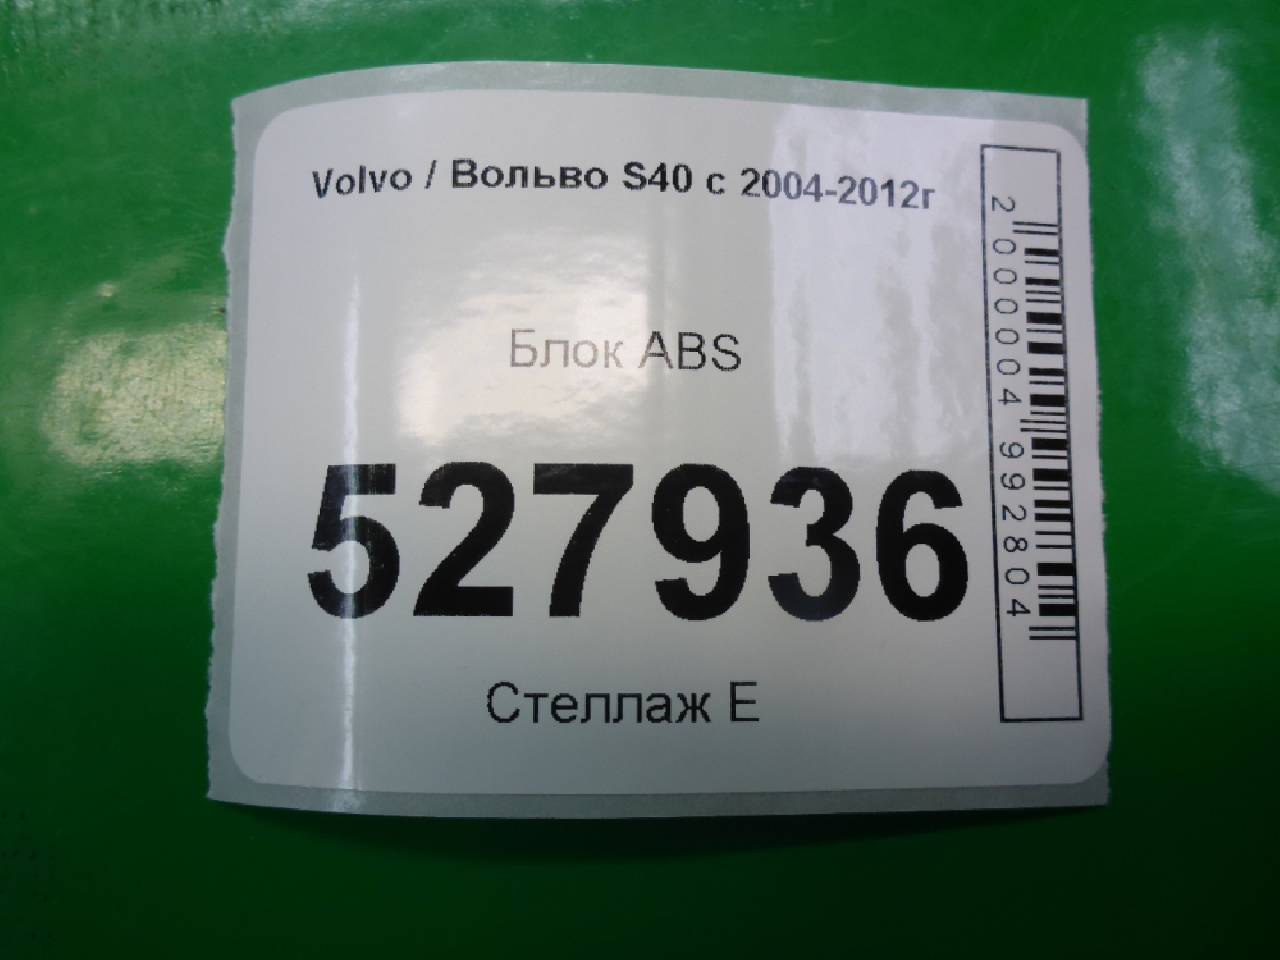 Volvo / Вольво S40 с 2004-2012г
Блок ABS
527936
Стеллаж Е
2000004992804